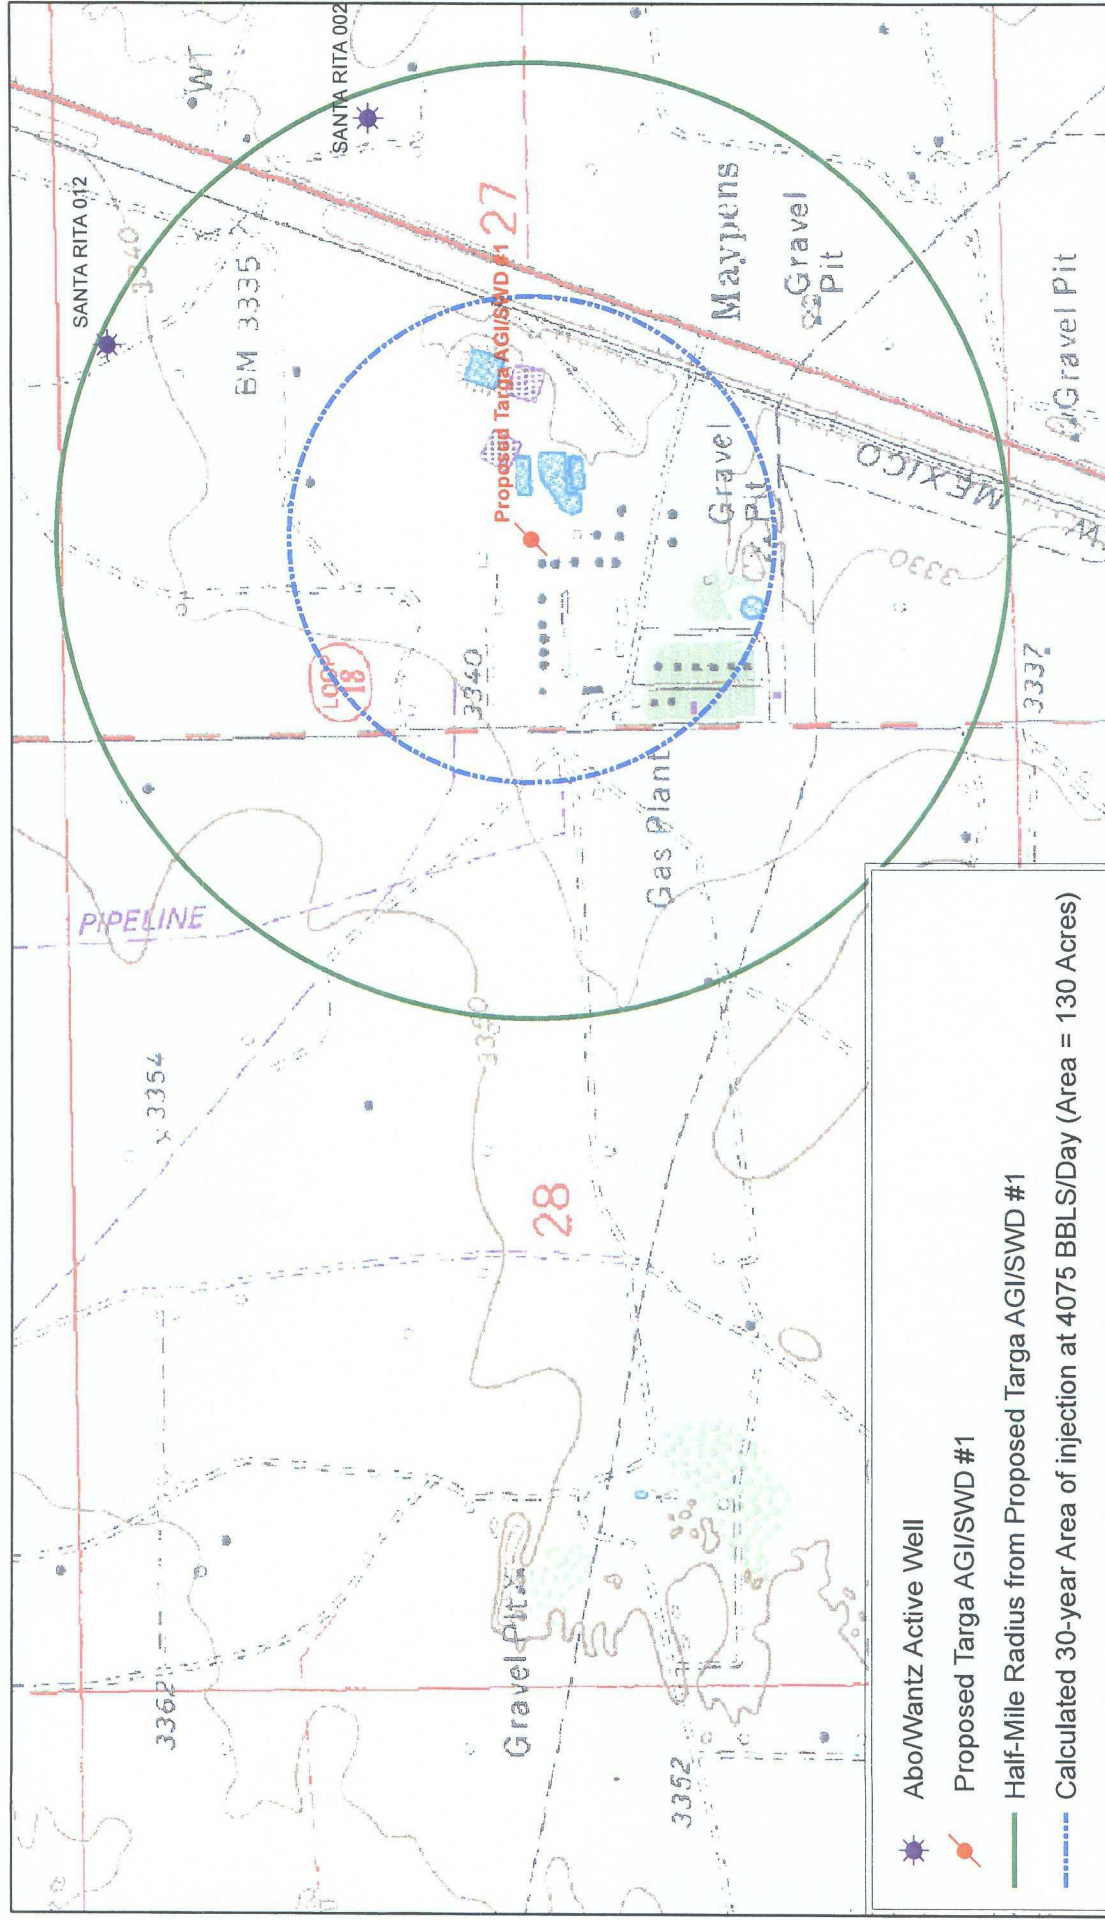 3362
3354
PIPELINE
SANTA RITA 012
3340
BM 3335
LOOP
18
SANTA RITA 002
3350
3340
28
27
Proposed Targa AGI/SWD #1
Gravel Pit
Gas Plant
Gravel
Pit
Maypens
Gravel
Pit
3352
3330
MEXICO
3337
Gravel Pit
Abo/Wantz Active Well
Proposed Targa AGI/SWD #1
Half-Mile Radius from Proposed Targa AGI/SWD #1
Calculated 30-year Area of injection at 4075 BBLS/Day (Area = 130 Acres)